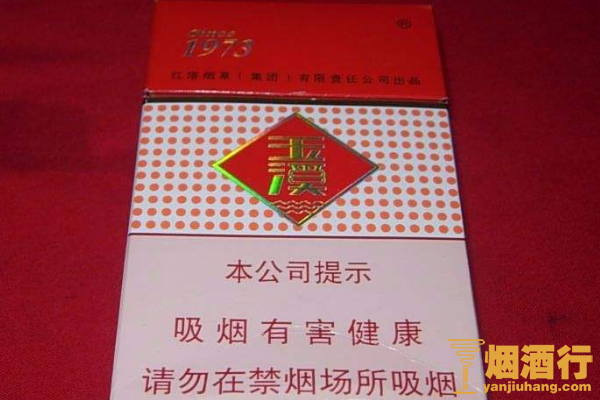 Since
1973
®
红塔烟草(集团)有限责任公司出品
玉溪
本公司提示
吸烟有害健康
请勿在禁烟场所吸烟
烟酒行
yanjiuhang.com